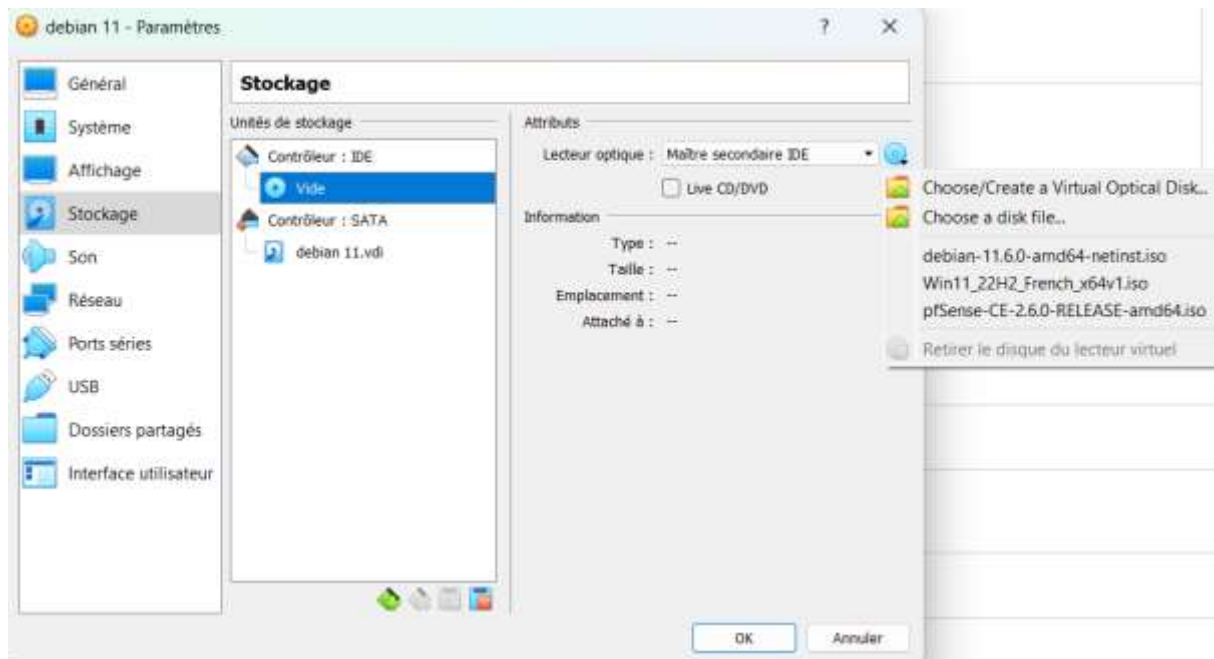 debian 11 - Paramètres
?
Général
Système
Affichage
Stockage
Son
Réseau
Ports séries
USB
Dossiers partagés
Interface utilisateur
Stockage
Unités de stockage
Contrôleur : IDE
Vide
Contrôleur : SATA
debian 11.vdi
Attributs
Lecteur optique : Maître secondaire IDE
Live CD/DVD
Information
Type : --
Taille : --
Emplacement : --
Attaché à : --
Choose/Create a Virtual Optical Disk...
Choose a disk file...
debian-11.6.0-amd64-netinst.iso
Win11_22H2_French_x64v1.iso
pfSense-CE-2.6.0-RELEASE-amd64.iso
Retirer le disque du lecteur virtuel
OK
Annuler